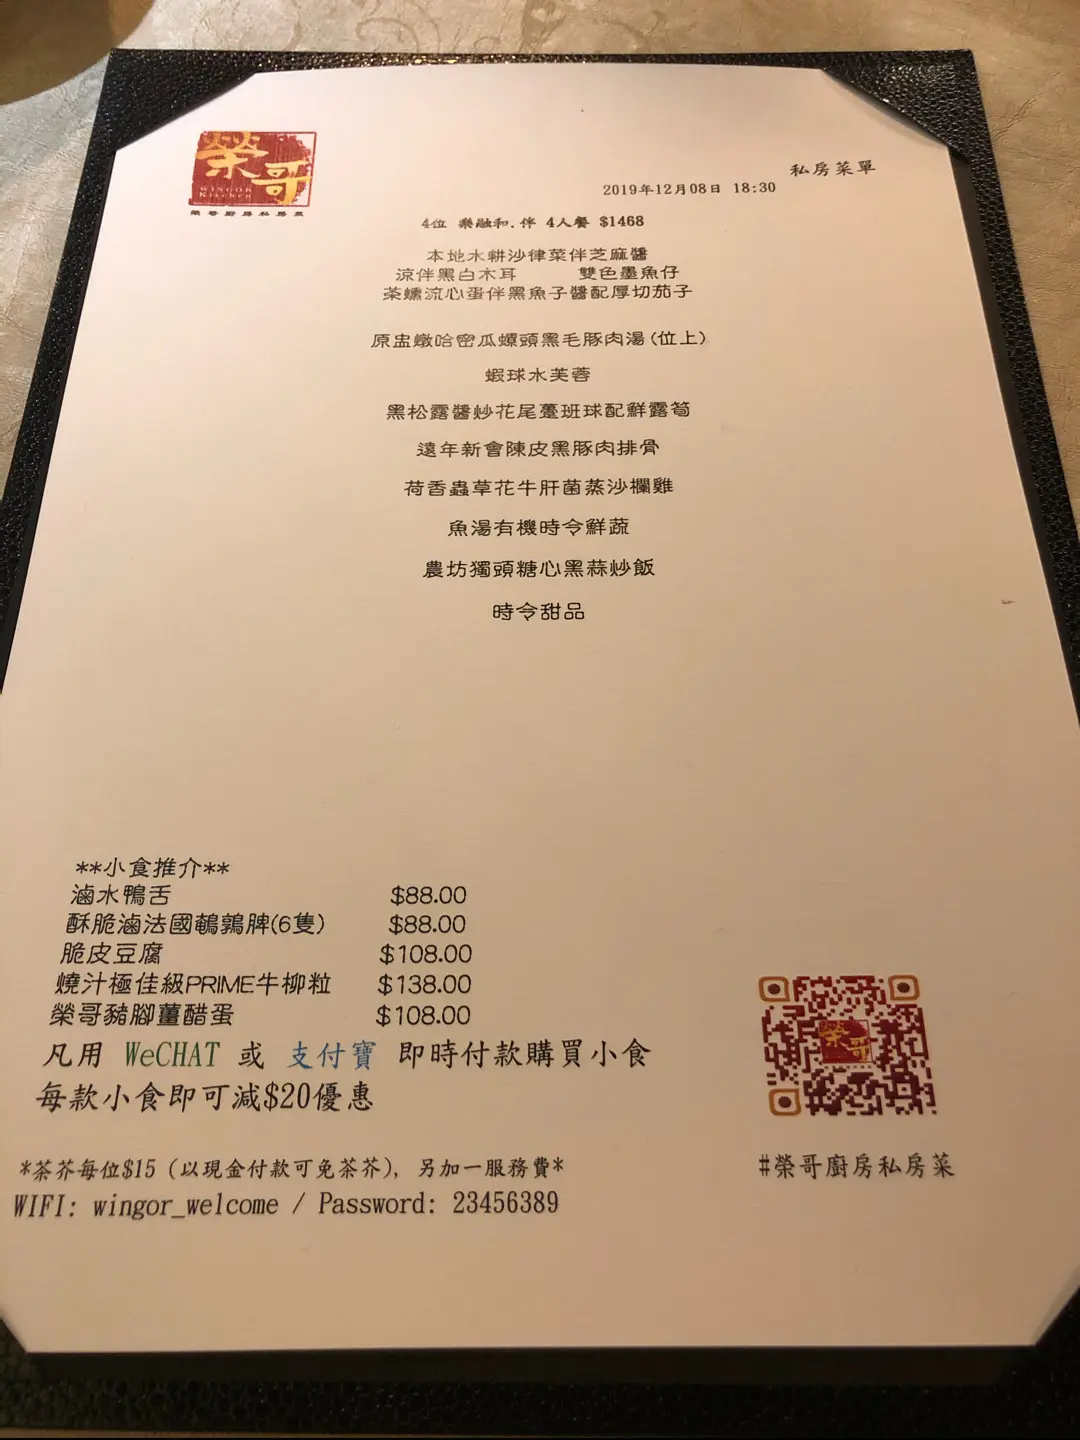 榮哥
WINGOR
Kitchen
榮哥廚房私房菜
私房菜單
2019年12月08日 18:30
4位 樂融和.伴 4人餐 $1468
本地水耕沙律菜伴芝麻醬
涼伴黑白木耳 雙色墨魚仔
茶燻流心蛋伴黑魚子醬配厚切茄子
原盅燉哈密瓜螺頭黑毛豚肉湯(位上)
蝦球水芙蓉
黑松露醬炒花尾躉班球配鮮露筍
遠年新會陳皮黑豚肉排骨
荷香蟲草花牛肝菌蒸沙欄雞
魚湯有機時令鮮蔬
農坊獨頭糖心黑蒜炒飯
時令甜品
**小食推介**
滷水鴨舌 $88.00
酥脆滷法國鵪鶉脾(6隻) $88.00
脆皮豆腐 $108.00
燒汁極佳級PRIME牛柳粒 $138.00
榮哥豬腳薑醋蛋 $108.00
凡用 WeCHAT 或 支付寶 即時付款購買小食
每款小食即可減$20優惠
榮哥
*茶芥每位$15 (以現金付款可免茶芥), 另加一服務費*
#榮哥廚房私房菜
WIFI: wingor_welcome / Password: 23456389